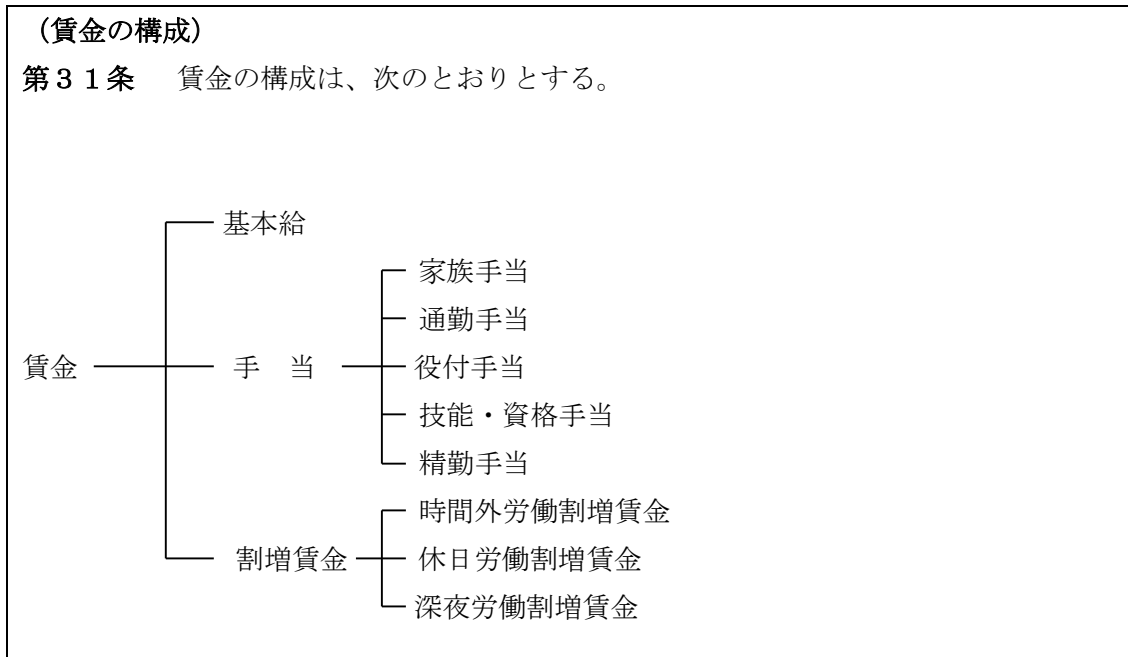 （賃金の構成）
第３１条　賃金の構成は、次のとおりとする。
基本給
家族手当
通勤手当
賃金　手　当　役付手当
技能・資格手当
精勤手当
時間外労働割増賃金
割増賃金　休日労働割増賃金
深夜労働割増賃金